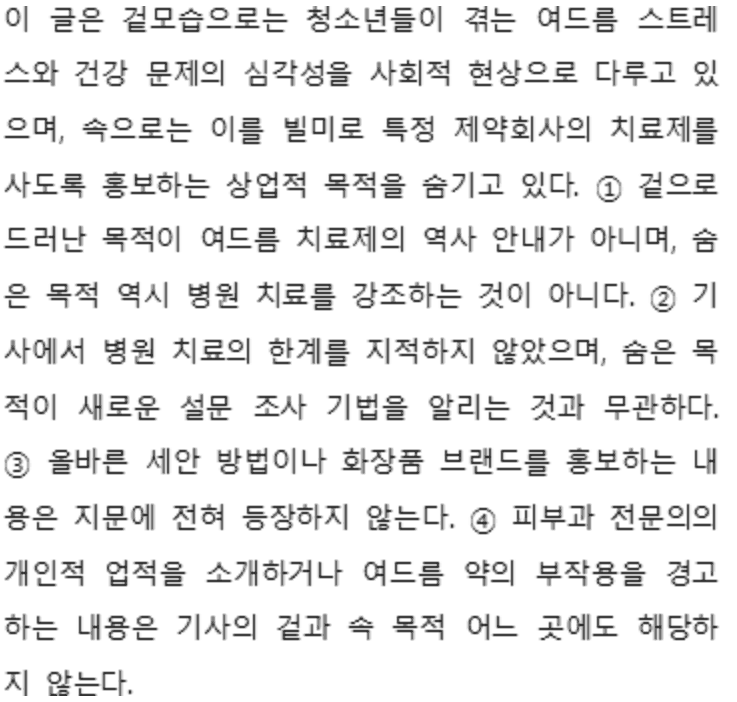 이 글은 겉모습으로는 청소년들이 겪는 여드름 스트레
스와 건강 문제의 심각성을 사회적 현상으로 다루고 있
으며, 속으로는 이를 빌미로 특정 제약회사의 치료제를
사도록 홍보하는 상업적 목적을 숨기고 있다. ① 겉으로
드러난 목적이 여드름 치료제의 역사 안내가 아니며, 숨
은 목적 역시 병원 치료를 강조하는 것이 아니다. ② 기
사에서 병원 치료의 한계를 지적하지 않았으며, 숨은 목
적이 새로운 설문 조사 기법을 알리는 것과 무관하다.
③ 올바른 세안 방법이나 화장품 브랜드를 홍보하는 내
용은 지문에 전혀 등장하지 않는다. ④ 피부과 전문의의
개인적 업적을 소개하거나 여드름 약의 부작용을 경고
하는 내용은 기사의 겉과 속 목적 어느 곳에도 해당하
지 않는다.